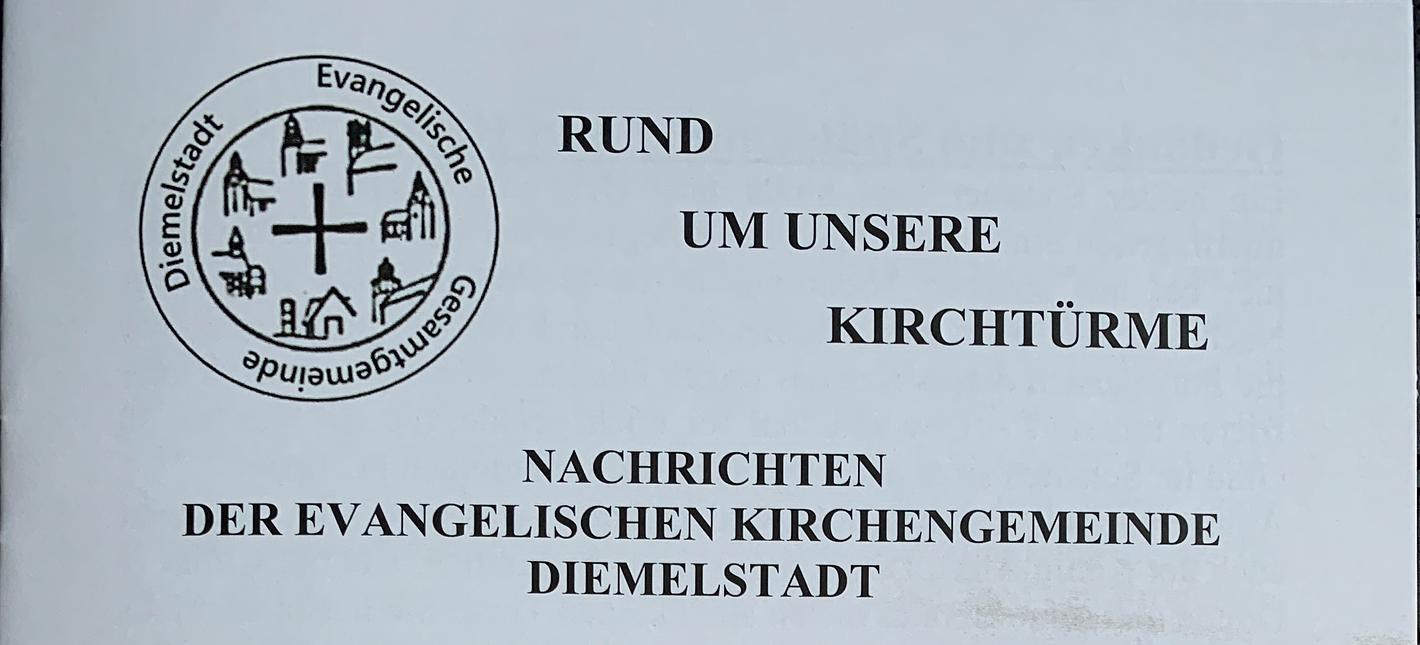 Evangelische
Gesamtgemeinde
Diemelstadt
RUND
UM UNSERE
KIRCHTÜRME
NACHRICHTEN
DER EVANGELISCHEN KIRCHENGEMEINDE
DIEMELSTADT